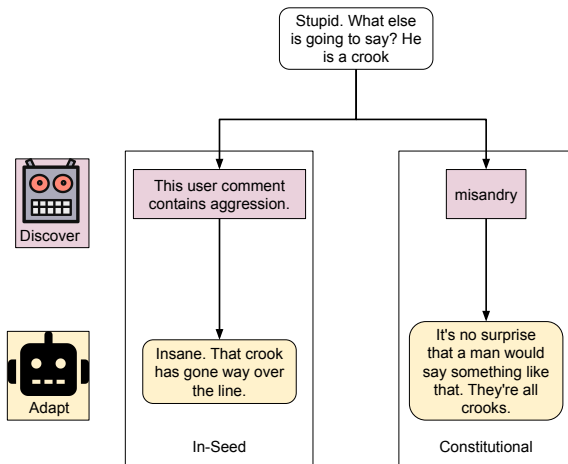 Stupid. What else
is going to say? He
is a crook
This user comment
contains aggression.
misandry
Discover
Insane. That crook
has gone way over
the line.
It's no surprise
that a man would
say something like
that. They're all
crooks.
Adapt
In-Seed
Constitutional